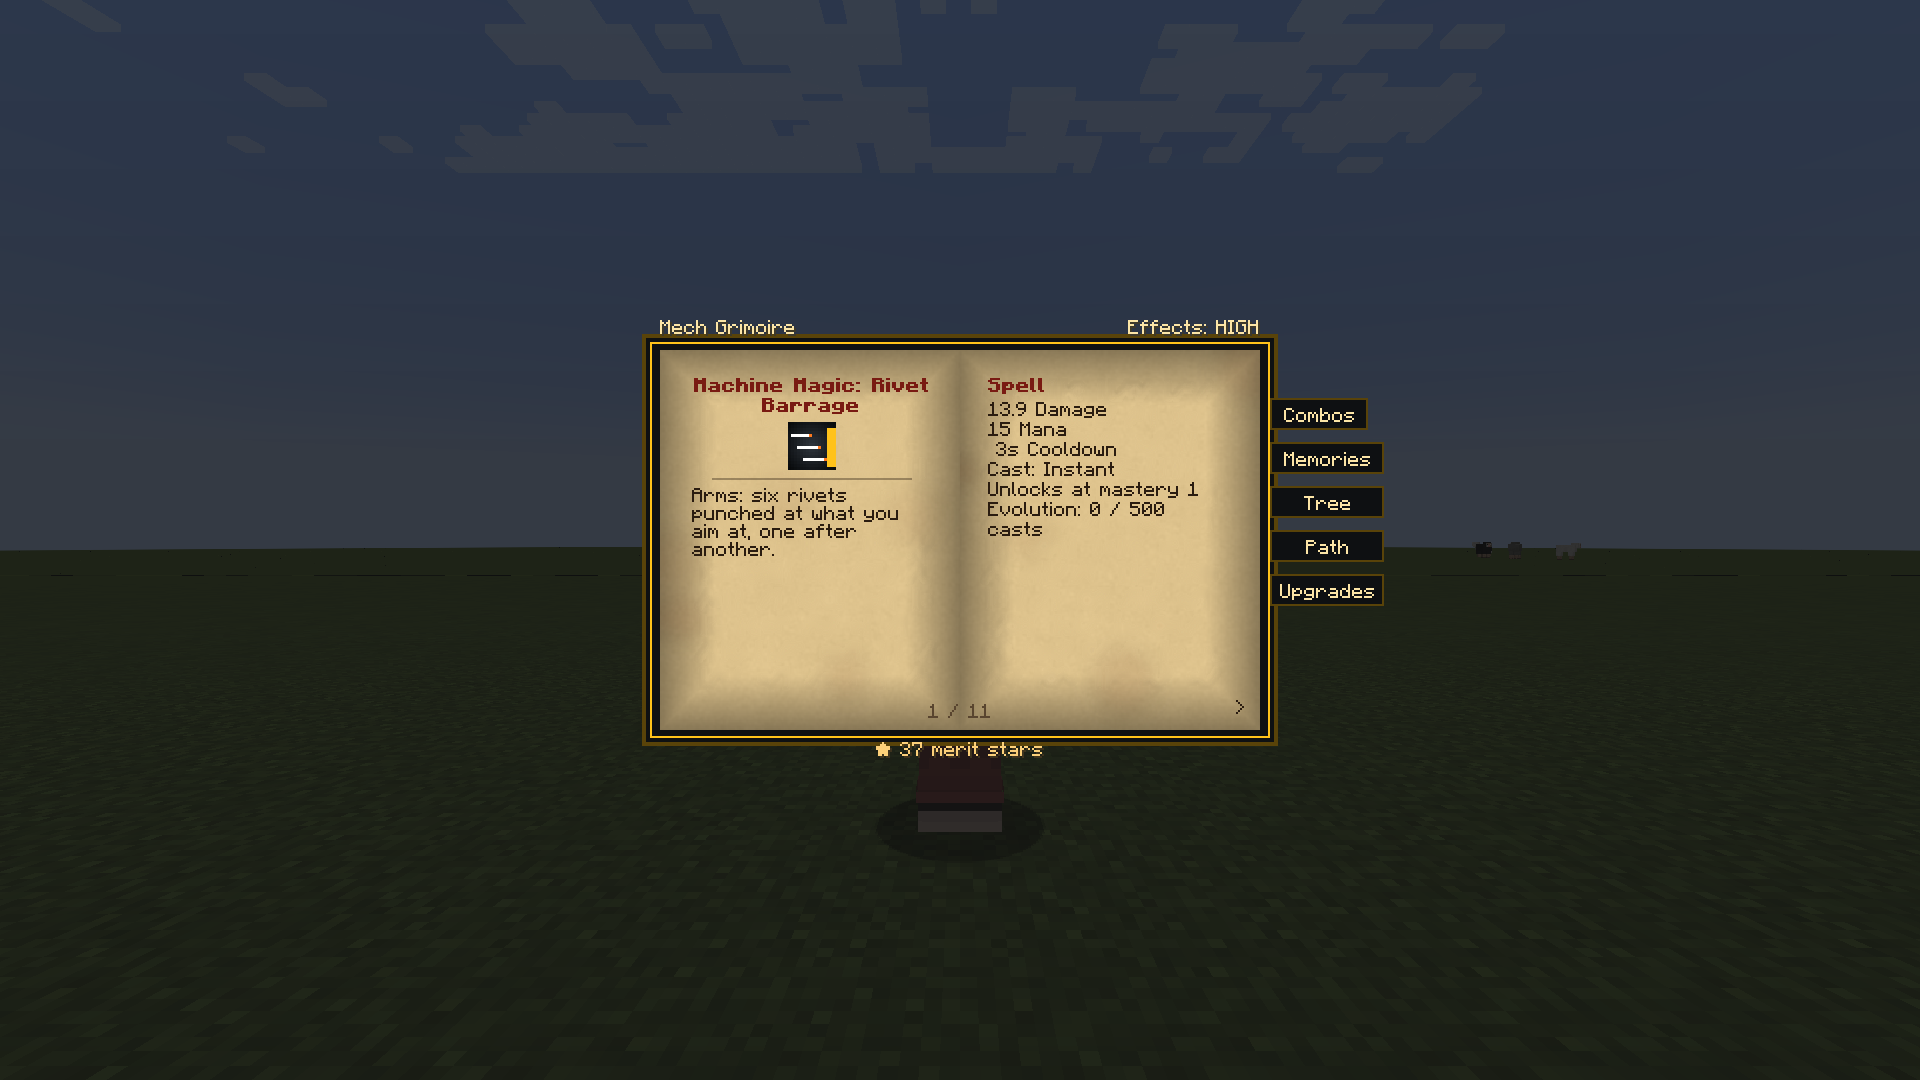 Mech Grimoire
Effects: HIGH
Machine Magic: Rivet
Barrage
Arms: six rivets
punched at what you
aim at, one after
another.
Spell
13.9 Damage
15 Mana
3s Cooldown
Cast: Instant
Unlocks at mastery 1
Evolution: 0 / 500
casts
1 / 11
>
Combos
Memories
Tree
Path
Upgrades
★ 37 merit stars